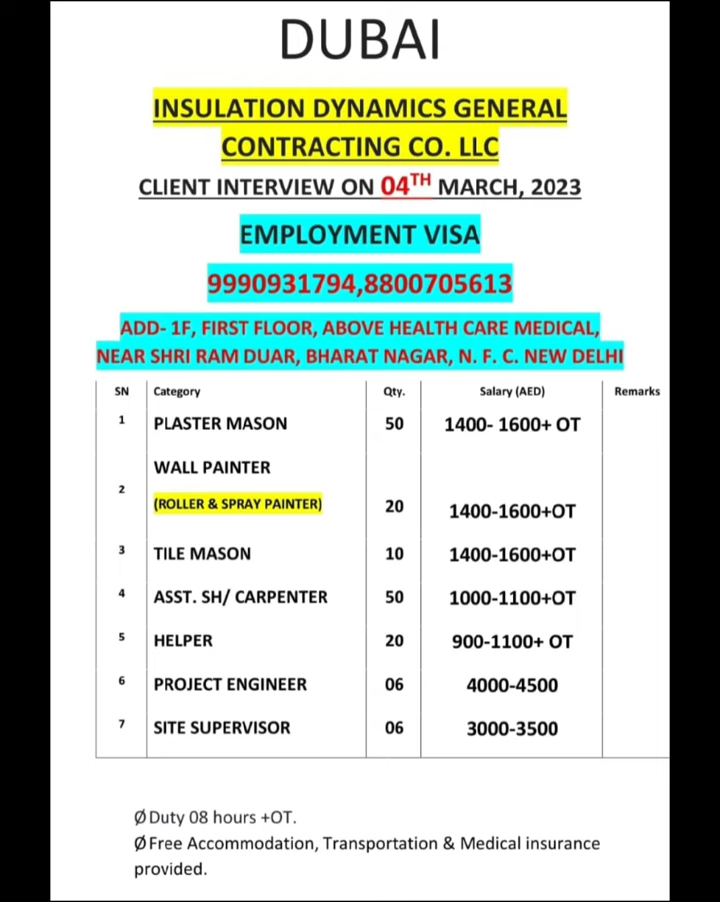 DUBAI
INSULATION DYNAMICS GENERAL
CONTRACTING CO. LLC
CLIENT INTERVIEW ON 04TH MARCH, 2023
EMPLOYMENT VISA
9990931794,8800705613
ADD- 1F, FIRST FLOOR, ABOVE HEALTH CARE MEDICAL,
NEAR SHRI RAM DUAR, BHARAT NAGAR, N. F. C. NEW DELHI
SN Category Qty. Salary (AED) Remarks
1 PLASTER MASON 50 1400- 1600+ OT
WALL PAINTER
2 (ROLLER & SPRAY PAINTER) 20 1400-1600+OT
3 TILE MASON 10 1400-1600+OT
4 ASST. SH/ CARPENTER 50 1000-1100+OT
5 HELPER 20 900-1100+ OT
6 PROJECT ENGINEER 06 4000-4500
7 SITE SUPERVISOR 06 3000-3500
Ø Duty 08 hours +OT.
Ø Free Accommodation, Transportation & Medical insurance
provided.